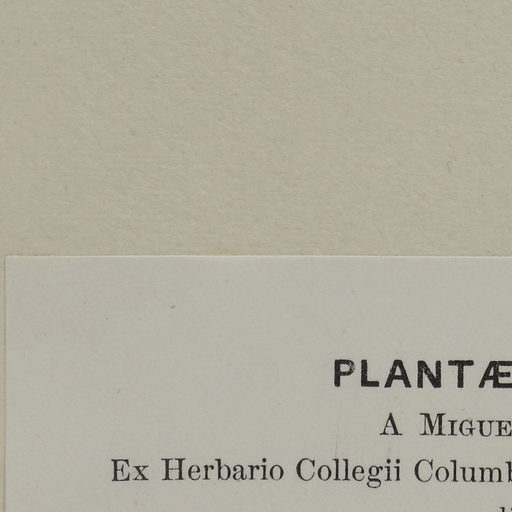 PLANTÆ
A MIGUE
Ex Herbario Collegii Columb